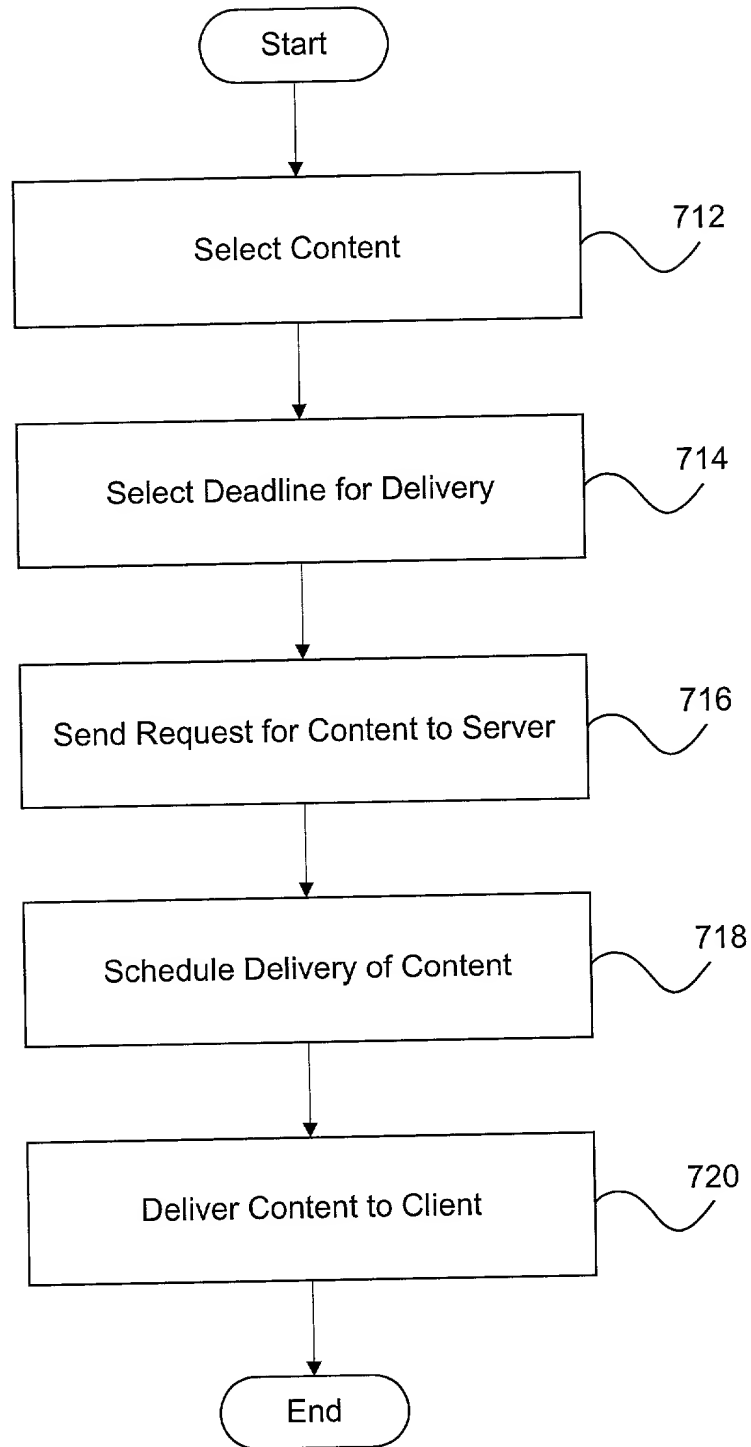 Start
Select Content
712
Select Deadline for Delivery
714
Send Request for Content to Server
716
Schedule Delivery of Content
718
Deliver Content to Client
720
End